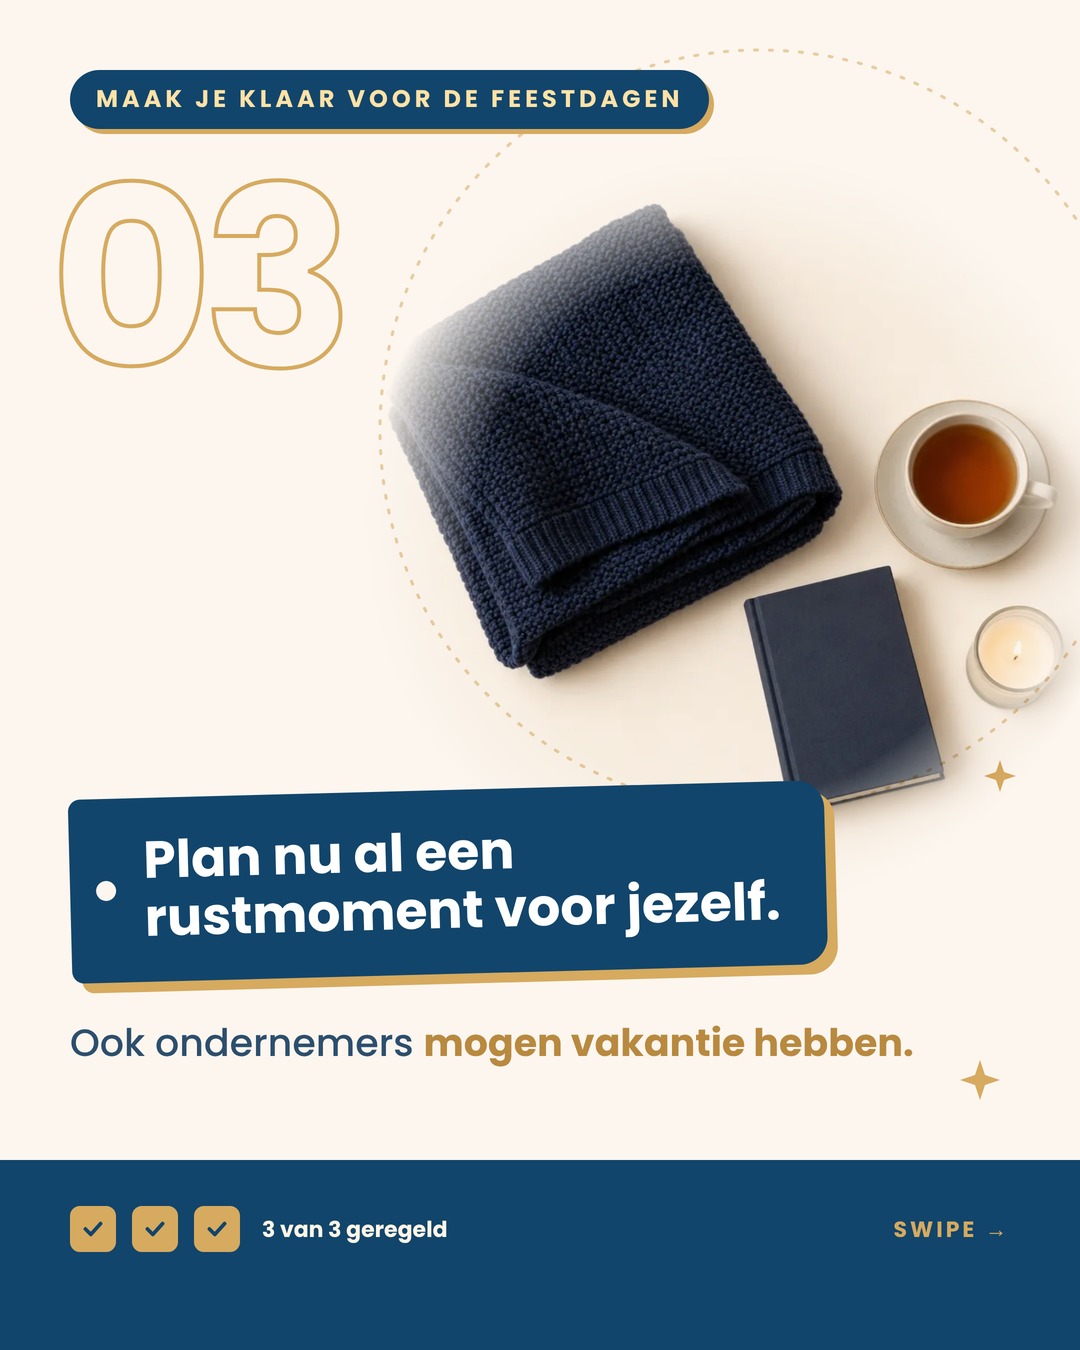 MAAK JE KLAAR VOOR DE FEESTDAGEN
03
Plan nu al een
rustmoment voor jezelf.
Ook ondernemers mogen vakantie hebben.
3 van 3 geregeld
SWIPE →